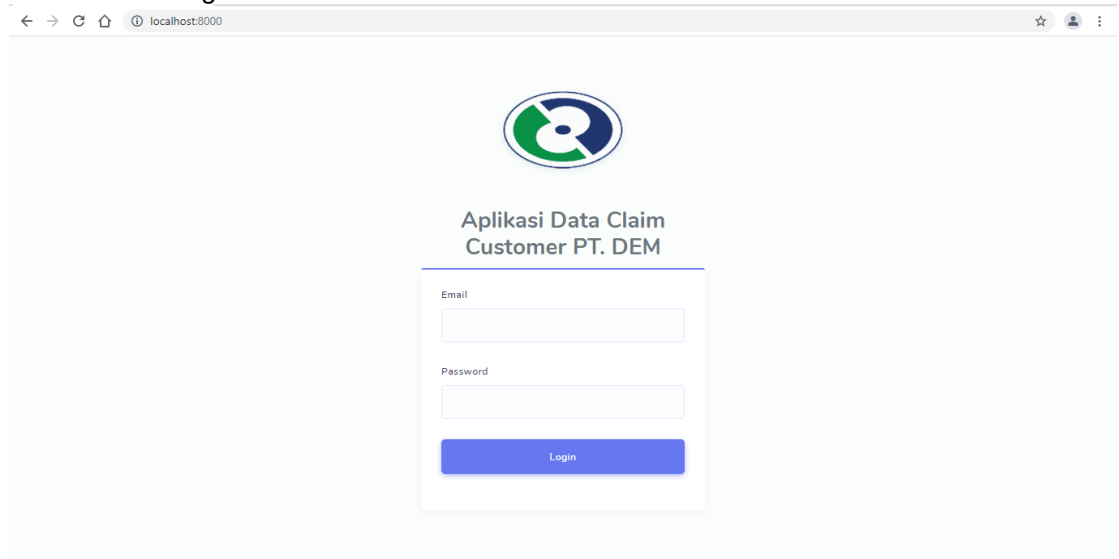 localhost:8000
Aplikasi Data Claim
Customer PT. DEM
Email
Password
Login